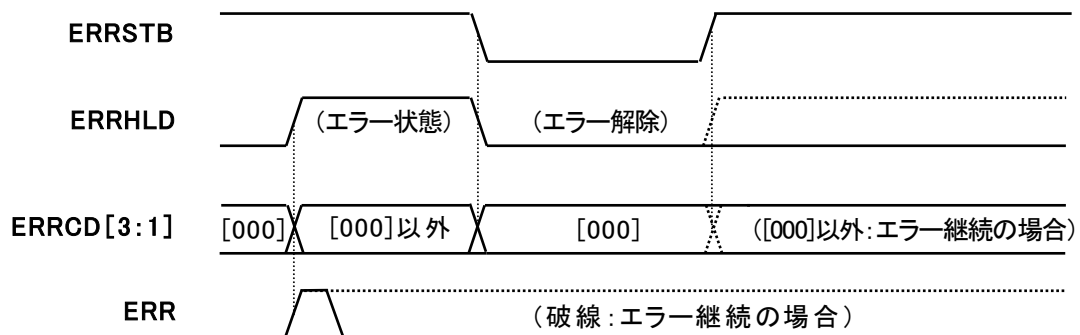 ERRSTB
ERRHLD
(エラー状態)
(エラー解除)
ERRCD[3:1]
[000]
[000]以外
[000]
([000]以外:エラー継続の場合)
ERR
(破線:エラー継続の場合)